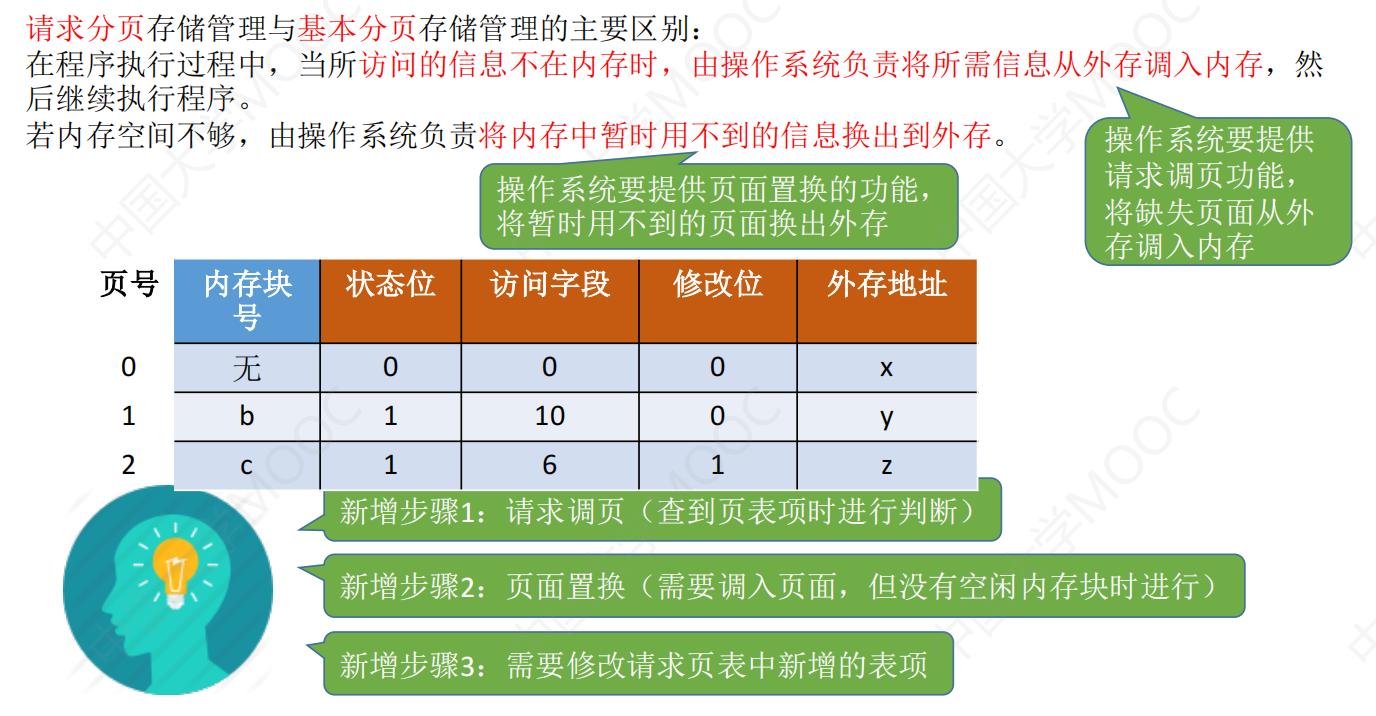 请求分页存储管理与基本分页存储管理的主要区别：
在程序执行过程中，当所访问的信息不在内存时，由操作系统负责将所需信息从外存调入内存，然
后继续执行程序。
若内存空间不够，由操作系统负责将内存中暂时用不到的信息换出到外存。
操作系统要提供
请求调页功能，
将缺失页面从外
存调入内存
操作系统要提供页面置换的功能，
将暂时用不到的页面换出外存
页号 内存块号 状态位 访问字段 修改位 外存地址
0 无 0 0 0 x
1 b 1 10 0 y
2 c 1 6 1 z
新增步骤1：请求调页（查到页表项时进行判断）
新增步骤2：页面置换（需要调入页面，但没有空闲内存块时进行）
新增步骤3：需要修改请求页表中新增的表项
中国大学MOOC